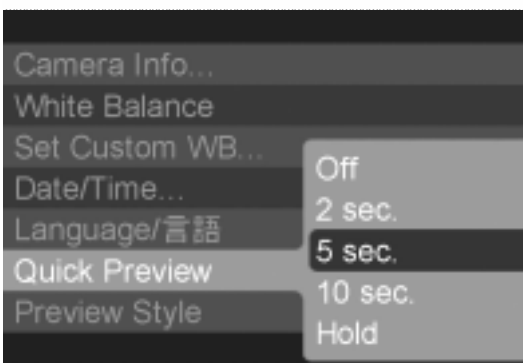 Camera Info...
White Balance
Set Custom WB...
Date/Time...
Language/言語
Quick Preview
Preview Style
Off
2 sec.
5 sec.
10 sec.
Hold